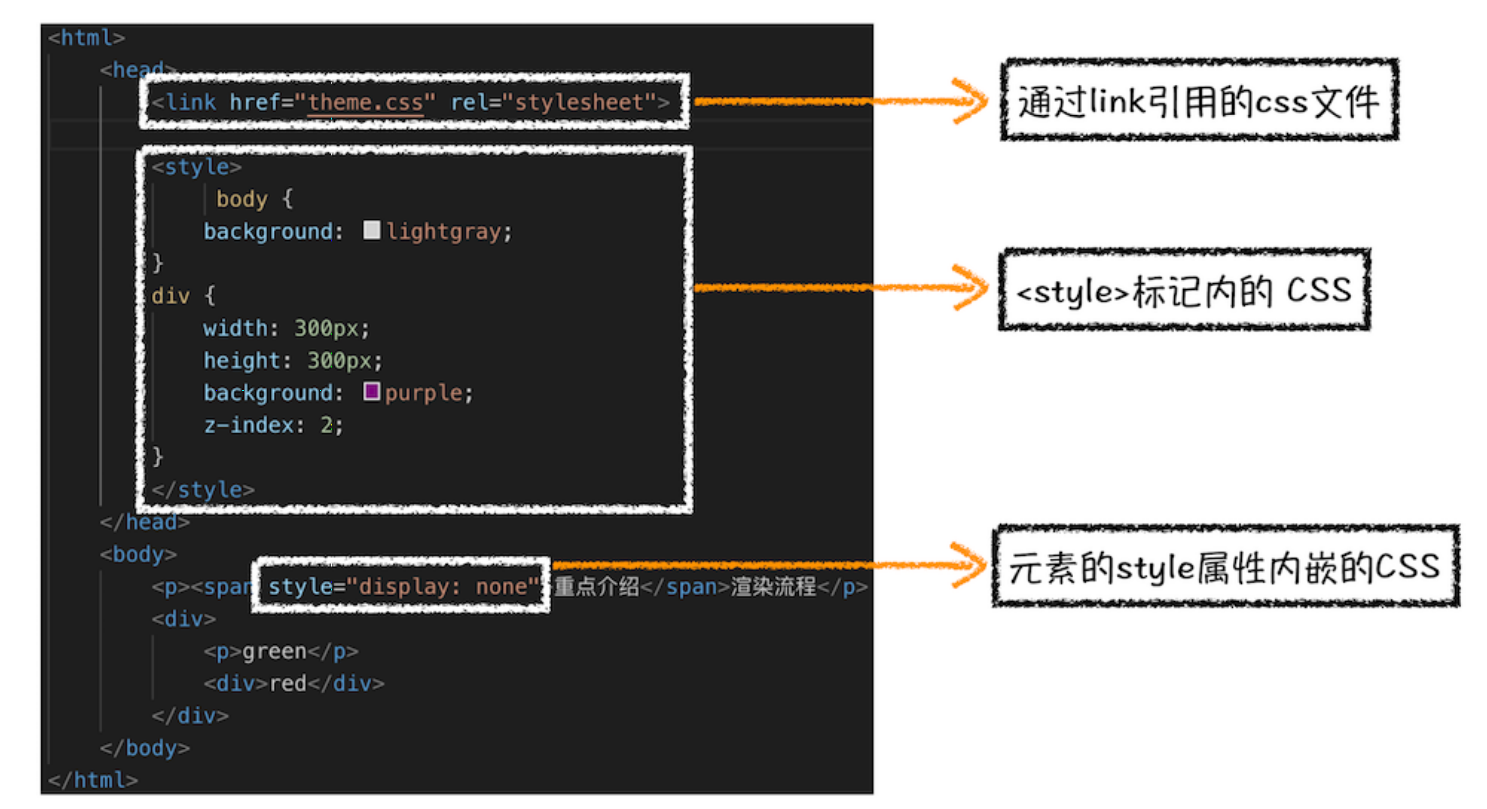 <html>
<head>
<link href="theme.css" rel="stylesheet">
通过link引用的css文件
<style>
body {
background: lightgray;
}
div {
width: 300px;
height: 300px;
background: purple;
z-index: 2;
}
</style>
<style>标记内的 CSS
</head>
<body>
<p><span style="display: none" 重点介绍</span>渲染流程</p>
元素的style属性内嵌的CSS
<div>
<p>green</p>
<div>red</div>
</div>
</body>
</html>